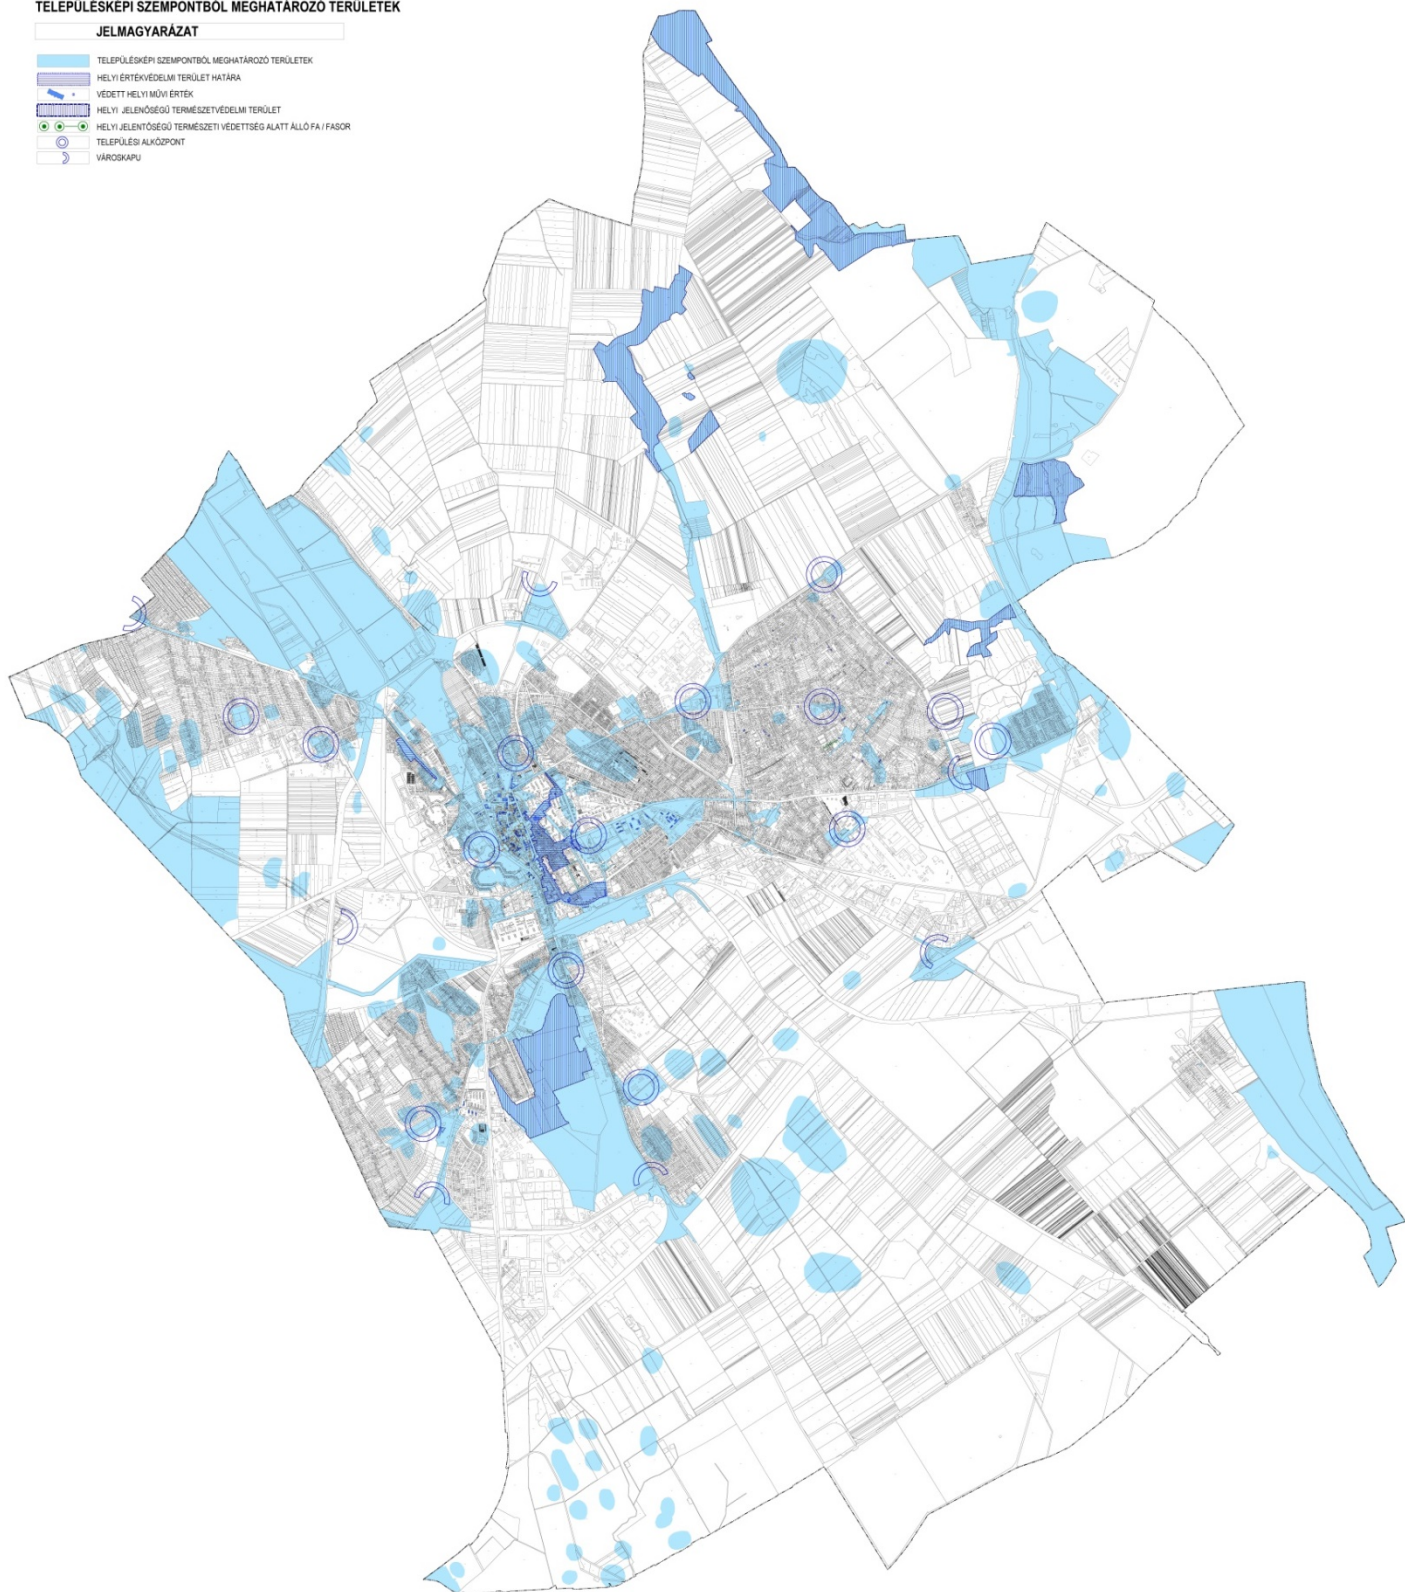 TELEPÜLÉSKÉPI SZEMPONTBÓL MEGHATÁROZÓ TERÜLETEK
JELMAGYARÁZAT
TELEPÜLÉSKÉPI SZEMPONTBÓL MEGHATÁROZÓ TERÜLETEK
HELYI ÉRTÉKVÉDELMI TERÜLET HATÁRA
VÉDETT HELYI MŰVI ÉRTÉK
HELYI JELENŐSÉGŰ TERMÉSZETVÉDELMI TERÜLET
HELYI JELENTŐSÉGŰ TERMÉSZETI VÉDETTSÉG ALATT ÁLLÓ FA / FASOR
TELEPÜLÉSI ALKÖZPONT
VÁROSKAPU